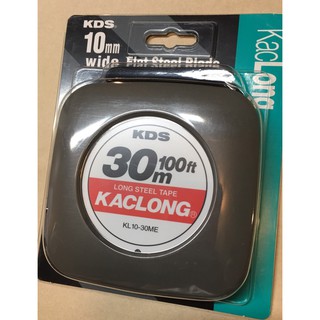 KDS
10mm
wide Flat Steel Blade
KacLong
KDS
30m 100ft
LONG STEEL TAPE
KACLONG®
KL10-30ME